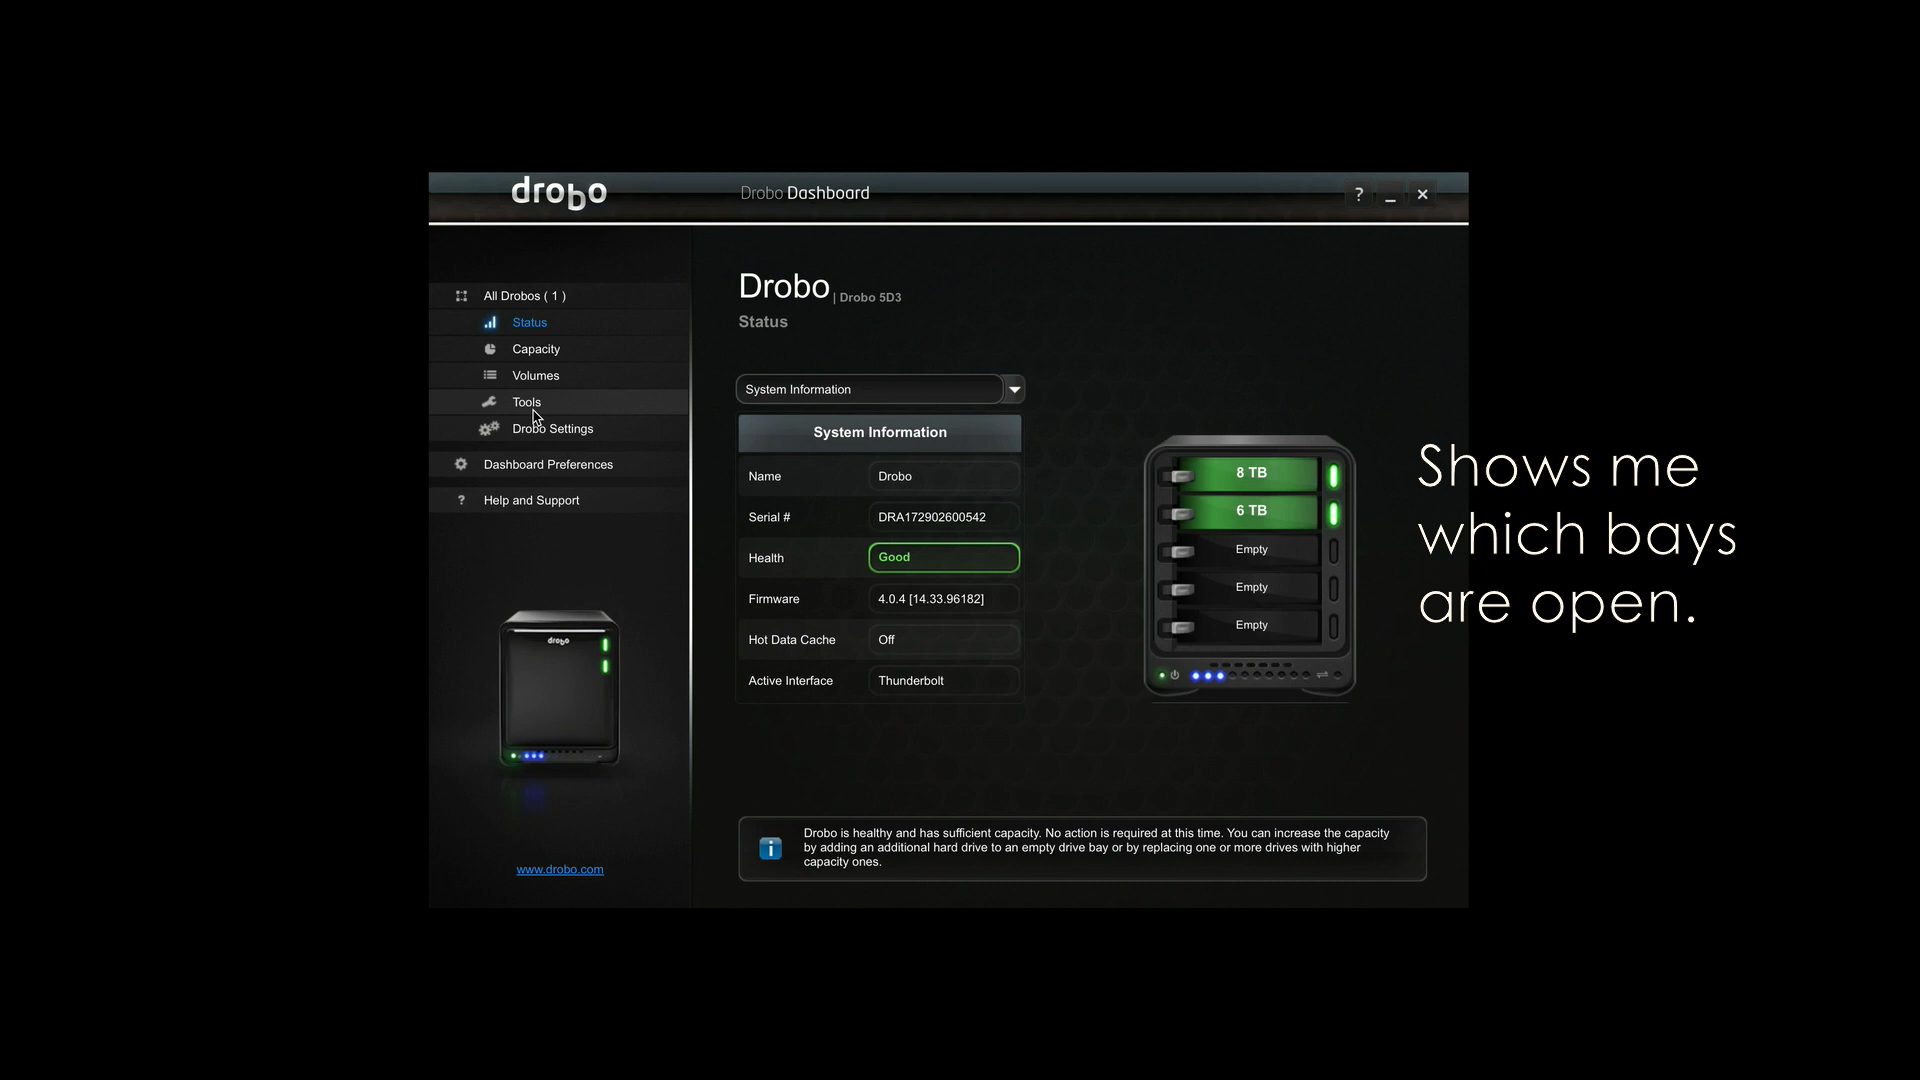 drobo
Drobo Dashboard
? _ ×
All Drobos ( 1 )
Status
Capacity
Volumes
Tools
Drobo Settings
Dashboard Preferences
? Help and Support
drobo
www.drobo.com
Drobo | Drobo 5D3
Status
System Information
System Information
Name Drobo
Serial # DRA172902600542
Health Good
Firmware 4.0.4 [14.33.96182]
Hot Data Cache Off
Active Interface Thunderbolt
8 TB
6 TB
Empty
Empty
Empty
Drobo is healthy and has sufficient capacity. No action is required at this time. You can increase the capacity
by adding an additional hard drive to an empty drive bay or by replacing one or more drives with higher
capacity ones.
Shows me
which bays
are open.